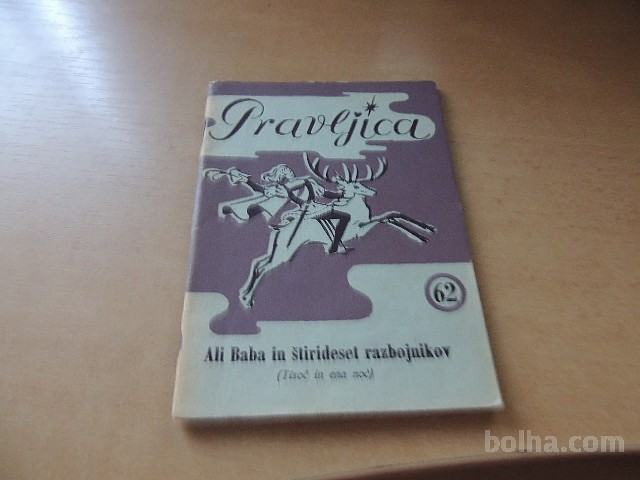 Pravljica
62
Ali Baba in štirideset razbojnikov
(Tisoč in ena noč)
bolha.com